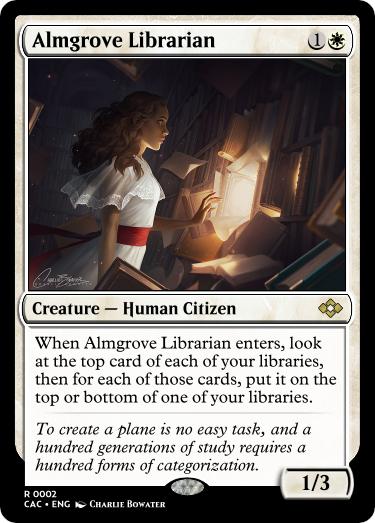 Almgrove Librarian 1
Creature — Human Citizen
When Almgrove Librarian enters, look
at the top card of each of your libraries,
then for each of those cards, put it on the
top or bottom of one of your libraries.
To create a plane is no easy task, and a
hundred generations of study requires a
hundred forms of categorization.
1/3
R 0002
CAC • ENG Charlie Bowater